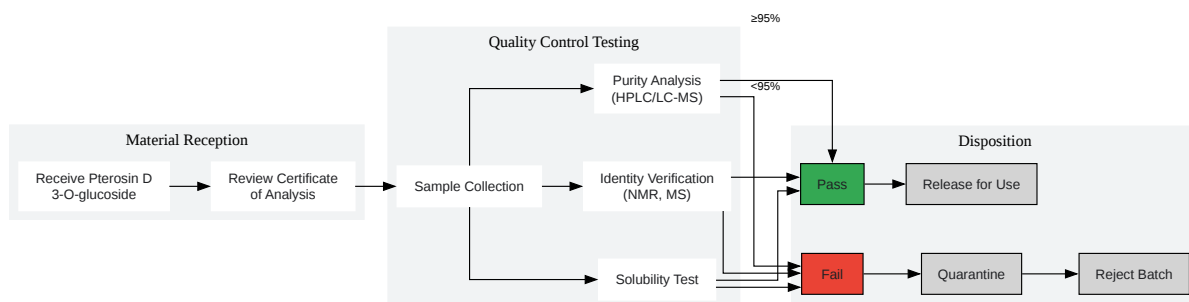 ≥95%
Quality Control Testing
Purity Analysis
(HPLC/LC-MS)
<95%
Material Reception
Disposition
Receive Pterosin D
3-O-glucoside
Review Certificate
of Analysis
Sample Collection
Identity Verification
(NMR, MS)
Pass
Release for Use
Solubility Test
Fail
Quarantine
Reject Batch